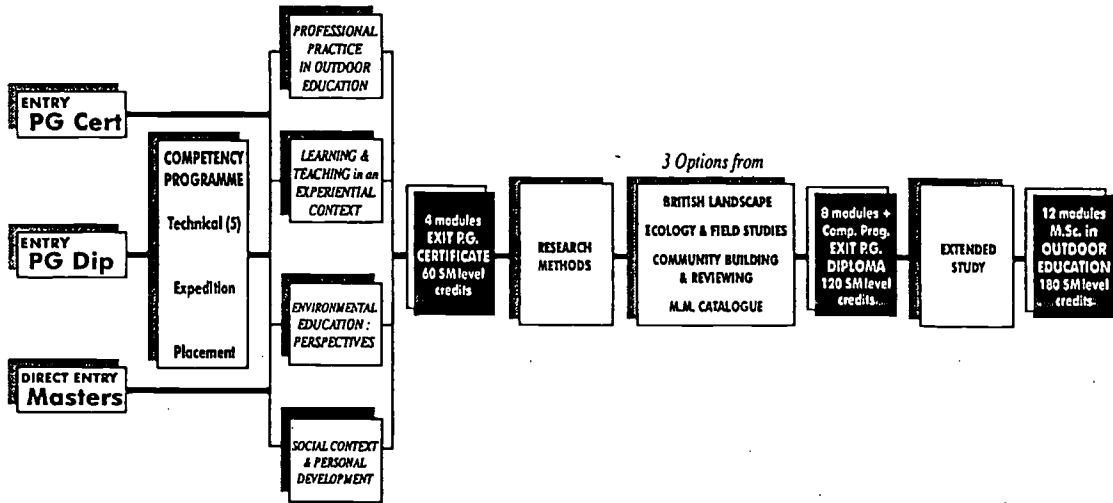 ENTRY
PG Cert
ENTRY
PG Dip
DIRECT ENTRY
Masters
COMPETENCY
PROGRAMME
Technical (5)
Expedition
Placement
PROFESSIONAL
PRACTICE
IN OUTDOOR
EDUCATION
LEARNING &
TEACHING in an
EXPERIENTIAL
CONTEXT
ENVIRONMENTAL
EDUCATION :
PERSPECTIVES
SOCIAL CONTEXT
& PERSONAL
DEVELOPMENT
4 modules
EXIT P.G.
CERTIFICATE
60 SM level
credits
RESEARCH
METHODS
3 Options from
BRITISH LANDSCAPE
ECOLOGY & FIELD STUDIES
COMMUNITY BUILDING
& REVIEWING
M.M. CATALOGUE
8 modules +
Comp. Prog.
EXIT P.G.
DIPLOMA
120 SM level
credits
EXTENDED
STUDY
12 modules
M.Sc. in
OUTDOOR
EDUCATION
180 SM level
credits